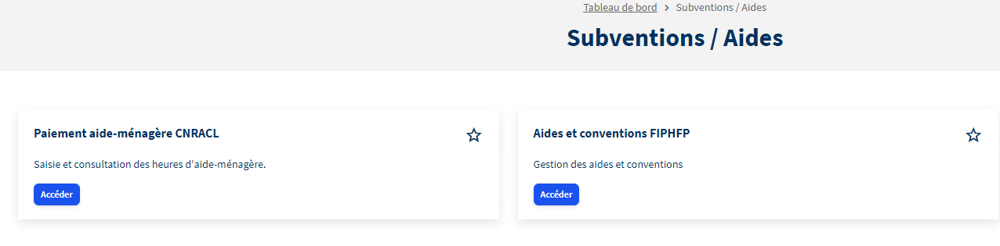 Tableau de bord > Subventions / Aides
Subventions / Aides
Paiement aide-ménagère CNRACL
Saisie et consultation des heures d'aide-ménagère.
Accéder
Aides et conventions FIPHFP
Gestion des aides et conventions
Accéder